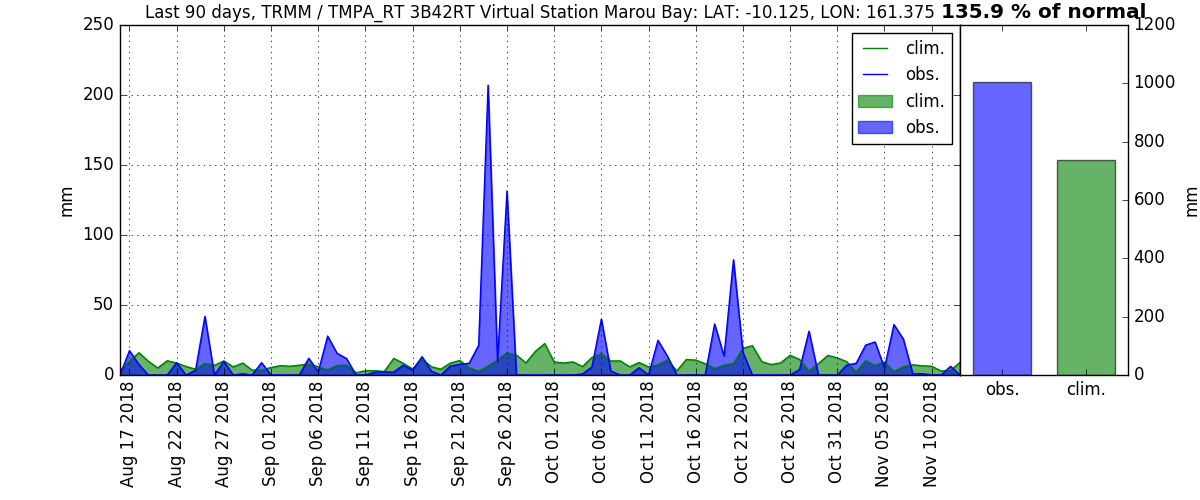 Last 90 days, TRMM / TMPA_RT 3B42RT Virtual Station Marou Bay: LAT: -10.125, LON: 161.375 135.9 % of normal
250
200
150
100
50
0
mm
clim.
obs.
clim.
obs.
1200
1000
800
600
400
200
0
mm
Aug 17 2018
Aug 22 2018
Aug 27 2018
Sep 01 2018
Sep 06 2018
Sep 11 2018
Sep 16 2018
Sep 21 2018
Sep 26 2018
Oct 01 2018
Oct 06 2018
Oct 11 2018
Oct 16 2018
Oct 21 2018
Oct 26 2018
Oct 31 2018
Nov 05 2018
Nov 10 2018
obs.
clim.